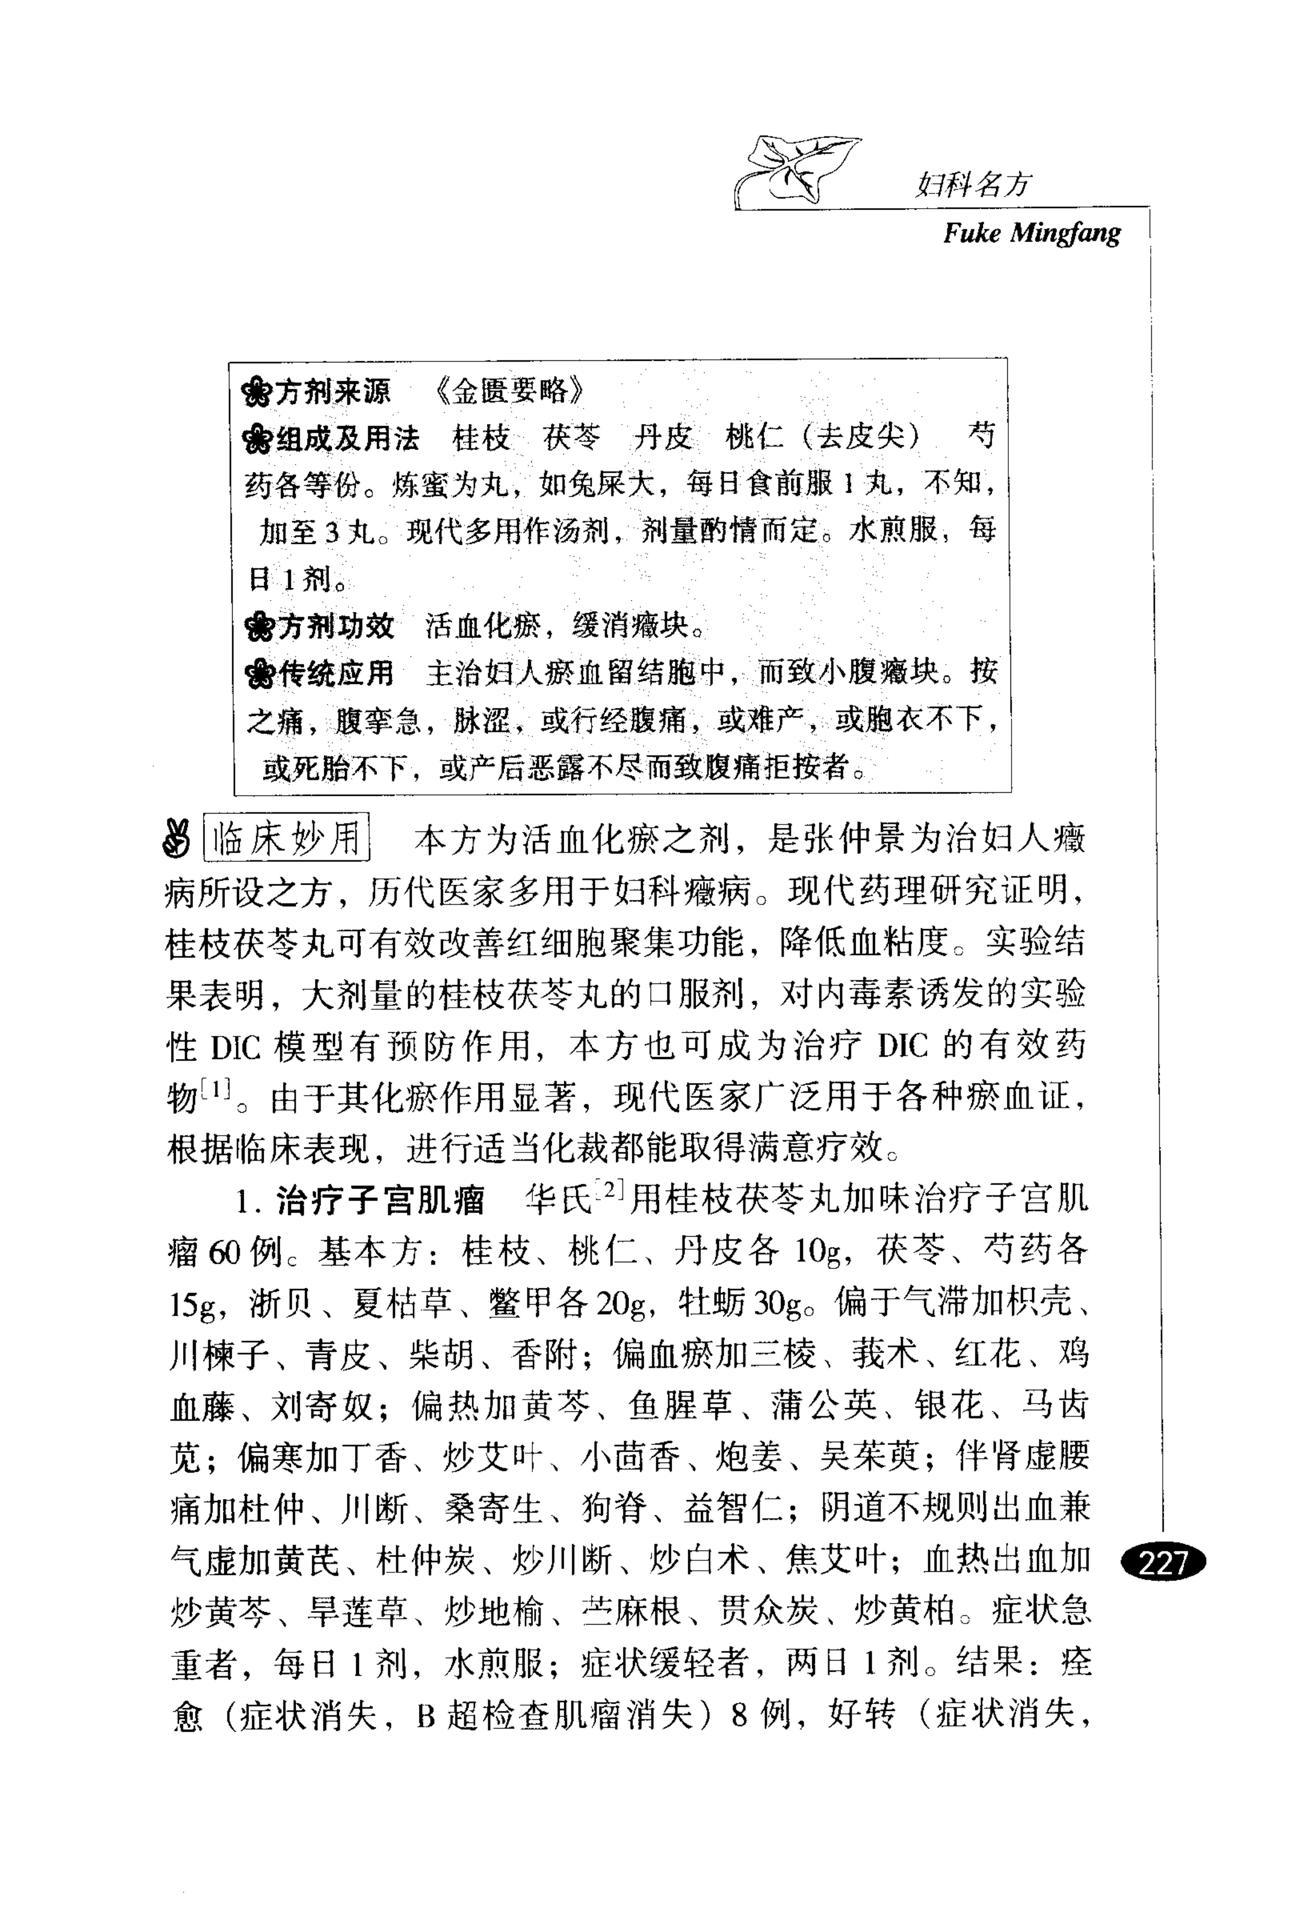 妇科名方
Fuke Mingfang
方剂来源 《金匮要略》
组成及用法 桂枝 茯苓 丹皮 桃仁（去皮尖） 芍
药各等份。炼蜜为丸，如兔屎大，每日食前服1丸，不知，
加至3丸。现代多用作汤剂，剂量酌情而定。水煎服，每
日1剂。
方剂功效 活血化瘀，缓消癥块。
传统应用 主治妇人瘀血留结胞中，而致小腹癥块。按
之痛，腹挛急，脉涩，或行经腹痛，或难产，或胞衣不下，
或死胎不下，或产后恶露不尽而致腹痛拒按者。
临床妙用 本方为活血化瘀之剂，是张仲景为治妇人癥
病所设之方，历代医家多用于妇科癥病。现代药理研究证明，
桂枝茯苓丸可有效改善红细胞聚集功能，降低血粘度。实验结
果表明，大剂量的桂枝茯苓丸的口服剂，对内毒素诱发的实验
性 DIC 模型有预防作用，本方也可成为治疗 DIC 的有效药
物[1]。由于其化瘀作用显著，现代医家广泛用于各种瘀血证，
根据临床表现，进行适当化裁都能取得满意疗效。
1. 治疗子宫肌瘤 华氏[2]用桂枝茯苓丸加味治疗子宫肌
瘤60例。基本方：桂枝、桃仁、丹皮各 10g，茯苓、芍药各
15g，浙贝、夏枯草、鳖甲各20g，牡蛎30g。偏于气滞加枳壳、
川楝子、青皮、柴胡、香附；偏血瘀加三棱、莪术、红花、鸡
血藤、刘寄奴；偏热加黄芩、鱼腥草、蒲公英、银花、马齿
苋；偏寒加丁香、炒艾叶、小茴香、炮姜、吴茱萸；伴肾虚腰
痛加杜仲、川断、桑寄生、狗脊、益智仁；阴道不规则出血兼
气虚加黄芪、杜仲炭、炒川断、炒白术、焦艾叶；血热出血加
炒黄芩、旱莲草、炒地榆、苎麻根、贯众炭、炒黄柏。症状急
重者，每日1剂，水煎服；症状缓轻者，两日1剂。结果：痊
愈（症状消失，B超检查肌瘤消失）8例，好转（症状消失，
227